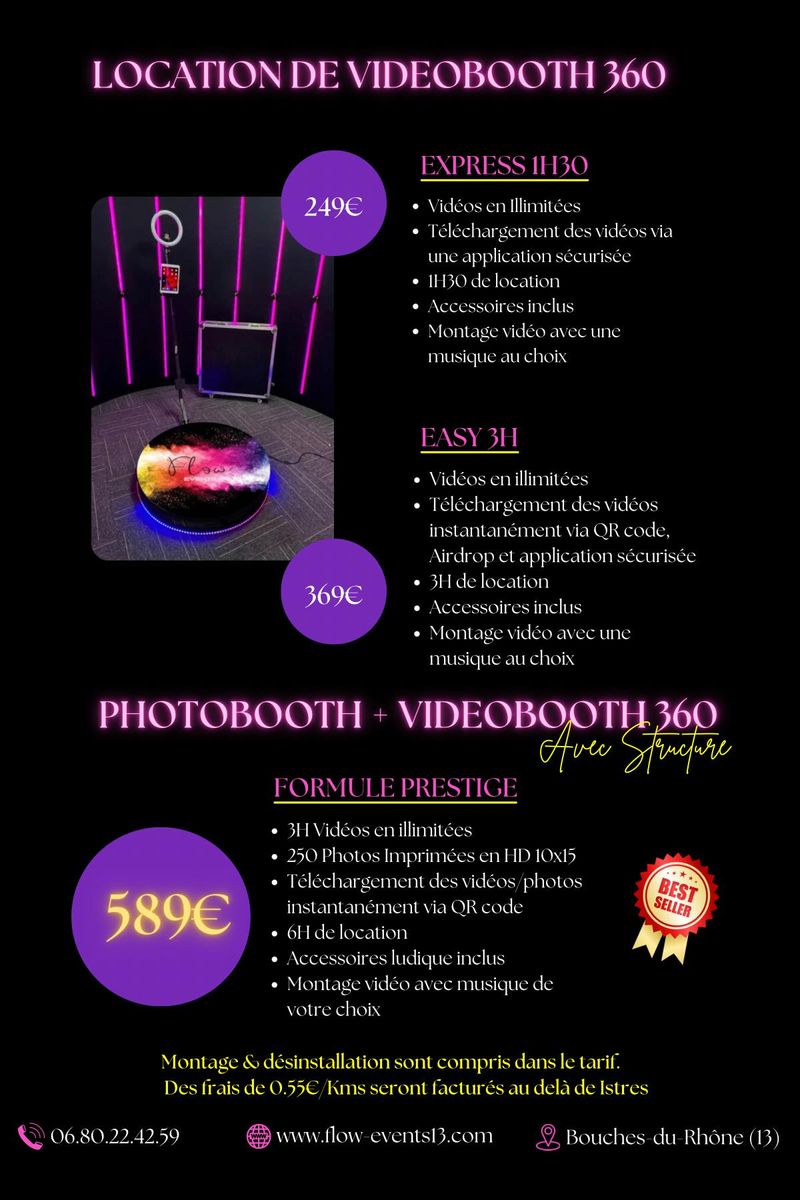 LOCATION DE VIDEOBOOTH 360
249€
EXPRESS 1H30
• Vidéos en Illimitées
• Téléchargement des vidéos via
une application sécurisée
• 1H30 de location
• Accessoires inclus
• Montage vidéo avec une
musique au choix
Flow
369€
EASY 3H
• Vidéos en illimitées
• Téléchargement des vidéos
instantanément via QR code,
Airdrop et application sécurisée
• 3H de location
• Accessoires inclus
• Montage vidéo avec une
musique au choix
PHOTOBOOTH + VIDEOBOOTH 360
Avec Structure
FORMULE PRESTIGE
589€
• 3H Vidéos en illimitées
• 250 Photos Imprimées en HD 10x15
• Téléchargement des vidéos/photos
instantanément via QR code
• 6H de location
• Accessoires ludique inclus
• Montage vidéo avec musique de
votre choix
BEST
SELLER
Montage & désinstallation sont compris dans le tarif.
Des frais de 0.55€/Kms seront facturés au delà de Istres
06.80.22.42.59
www.flow-events13.com
Bouches-du-Rhône (13)